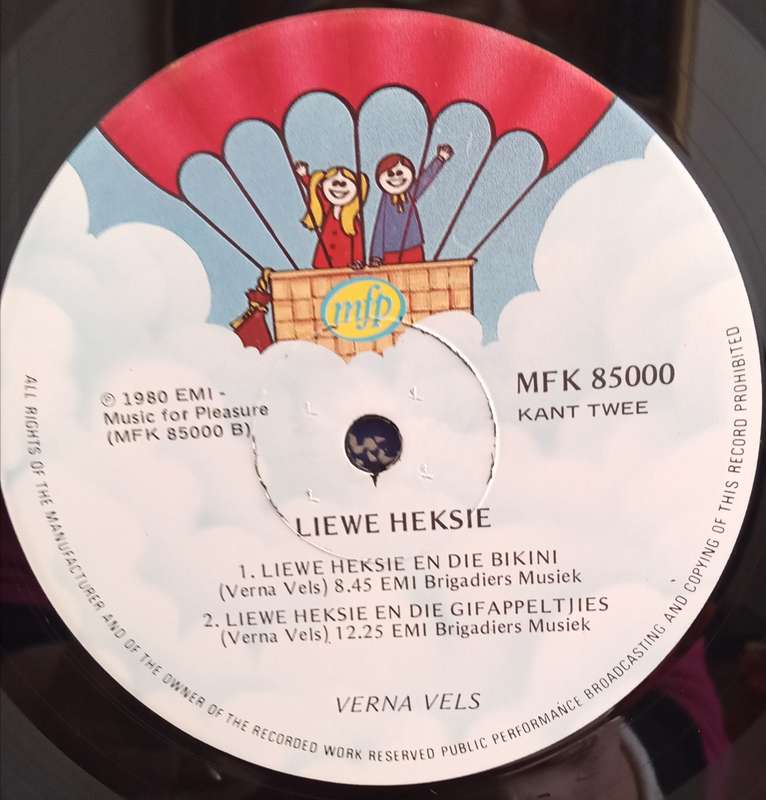 mfp
℗ 1980 EMI -
Music for Pleasure
(MFK 85000 B)
MFK 85000
KANT TWEE
LIEWE HEKSIE
1. LIEWE HEKSIE EN DIE BIKINI
(Verna Vels) 8.45 EMI Brigadiers Musiek
2. LIEWE HEKSIE EN DIE GIFAPPELTJIES
(Verna Vels) 12.25 EMI Brigadiers Musiek
VERNA VELS
ALL RIGHTS OF THE MANUFACTURER AND OF THE OWNER OF THE RECORDED WORK RESERVED PUBLIC PERFORMANCE BROADCASTING AND COPYING OF THIS RECORD PROHIBITED